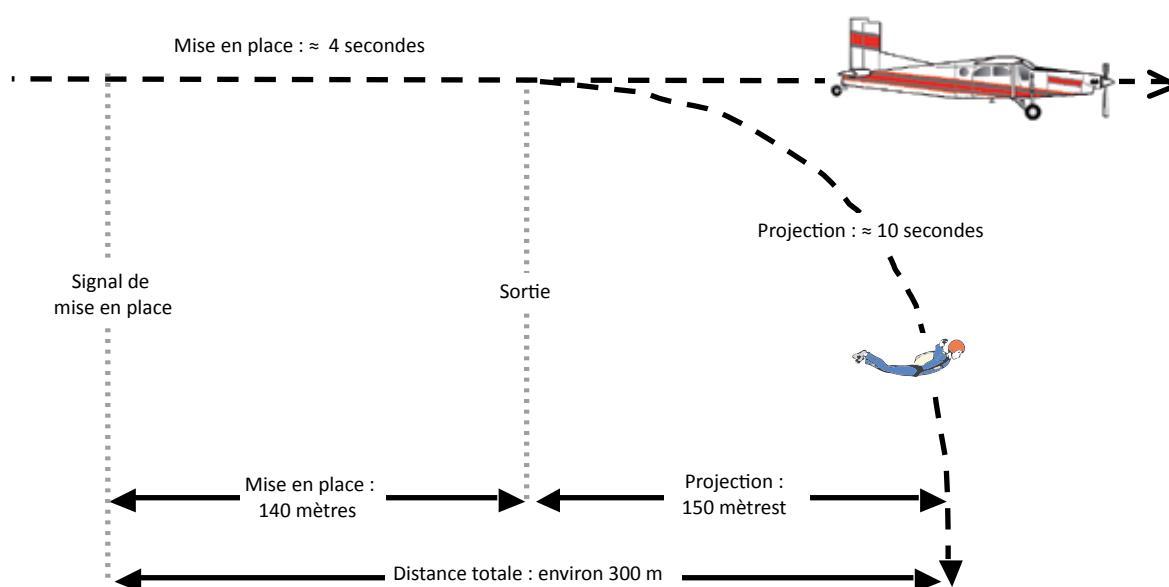 Mise en place : ≈ 4 secondes
Projection : ≈ 10 secondes
Signal de
mise en place
Sortie
Mise en place :
140 mètres
Projection :
150 mètrest
Distance totale : environ 300 m